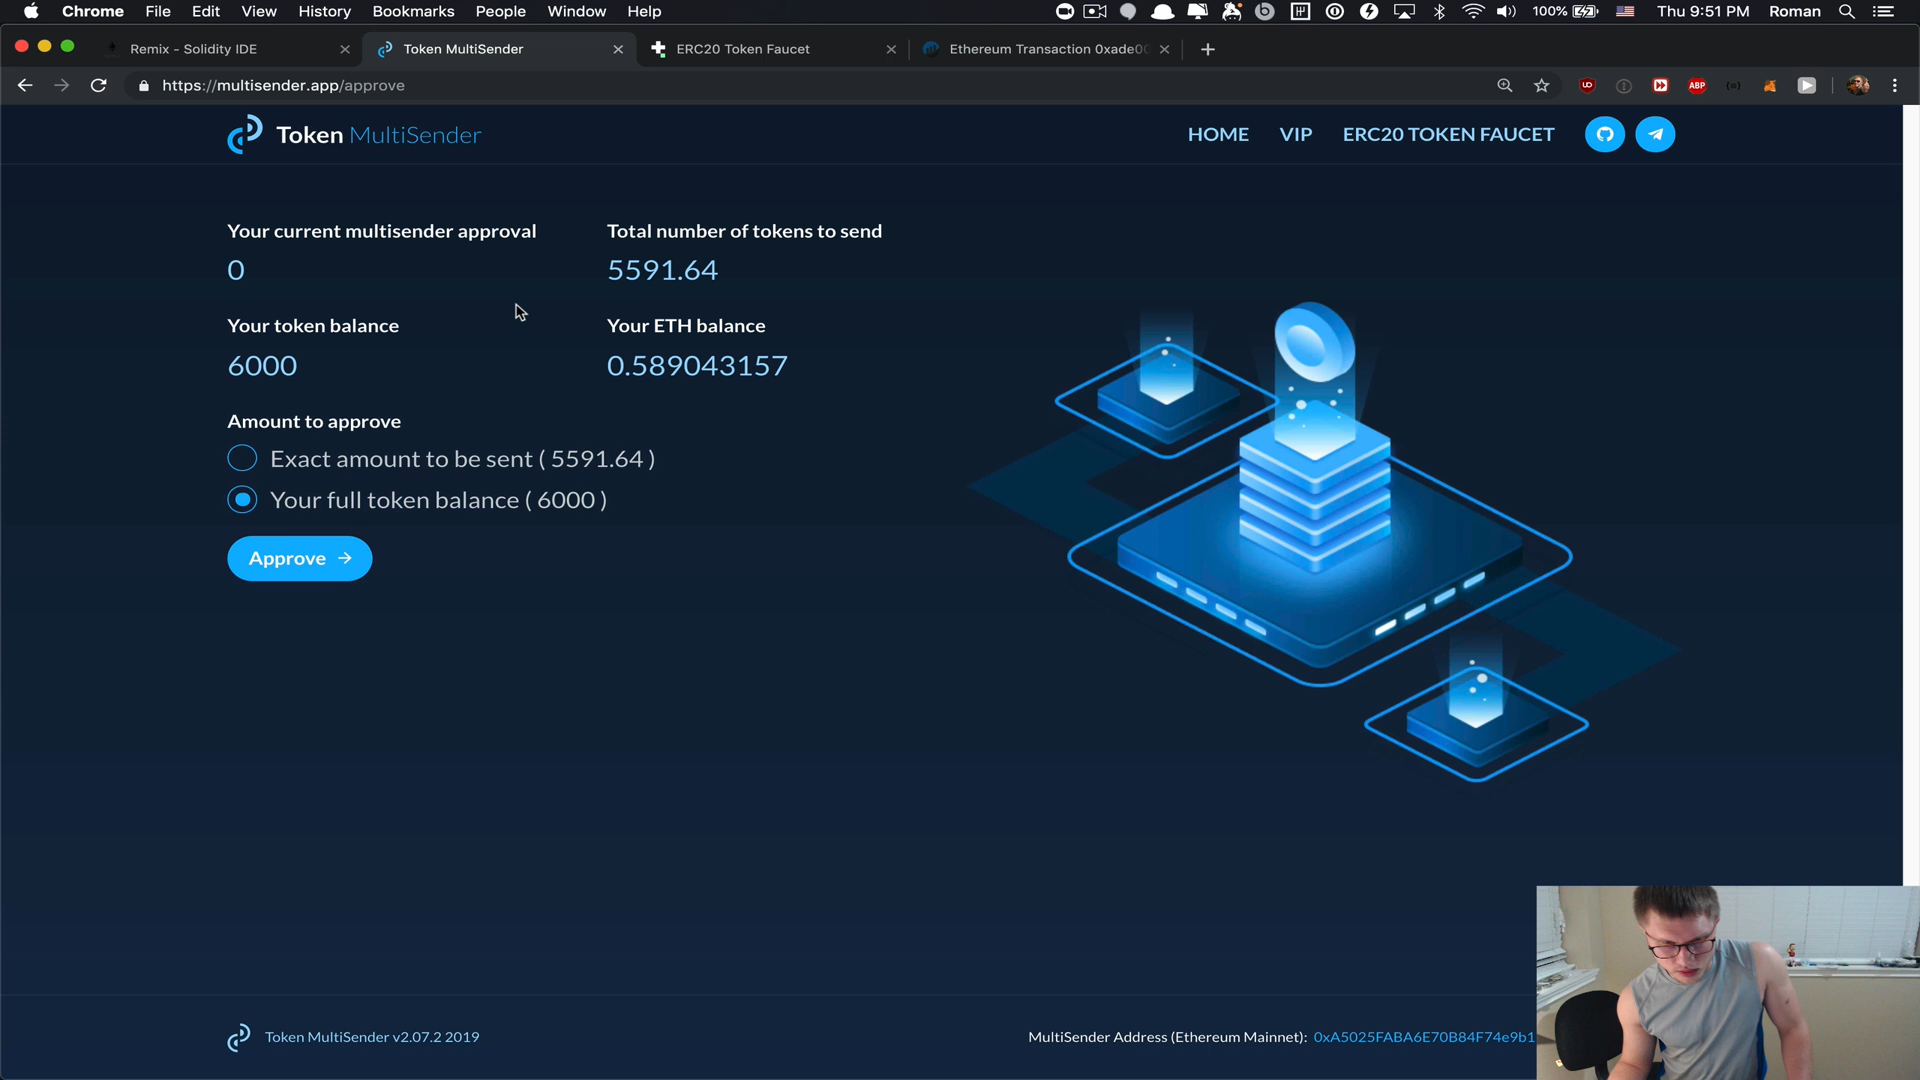 Chrome File Edit View History Bookmarks People Window Help 100% Thu 9:51 PM Roman
Remix - Solidity IDE Token MultiSender ERC20 Token Faucet Ethereum Transaction 0xade00
https://multisender.app/approve ABP
Token MultiSender HOME VIP ERC20 TOKEN FAUCET
Your current multisender approval Total number of tokens to send
0 5591.64
Your token balance Your ETH balance
6000 0.589043157
Amount to approve
Exact amount to be sent ( 5591.64 )
Your full token balance ( 6000 )
Approve
Token MultiSender v2.07.2 2019 MultiSender Address (Ethereum Mainnet): 0xA5025FABA6E70B84F74e9b1